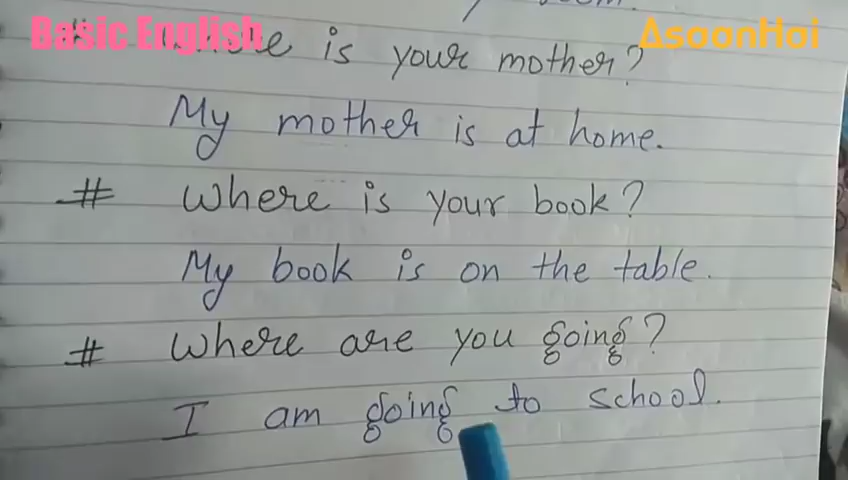 Basic English
AsaanHai
# Where is your mother?
My mother is at home.
# Where is your book?
My book is on the table.
# Where are you going?
I am going to school.